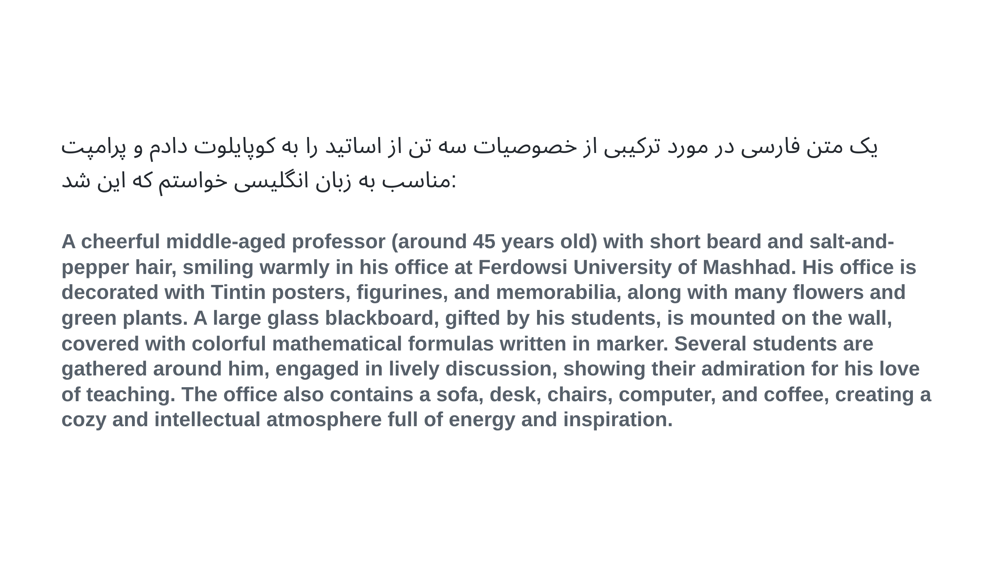 یک متن فارسی در مورد ترکیبی از خصوصیات سه تن از اساتید را به کوپایلوت دادم و پرامپت
مناسب به زبان انگلیسی خواستم که این شد:
A cheerful middle-aged professor (around 45 years old) with short beard and salt-and-
pepper hair, smiling warmly in his office at Ferdowsi University of Mashhad. His office is
decorated with Tintin posters, figurines, and memorabilia, along with many flowers and
green plants. A large glass blackboard, gifted by his students, is mounted on the wall,
covered with colorful mathematical formulas written in marker. Several students are
gathered around him, engaged in lively discussion, showing their admiration for his love
of teaching. The office also contains a sofa, desk, chairs, computer, and coffee, creating a
cozy and intellectual atmosphere full of energy and inspiration.